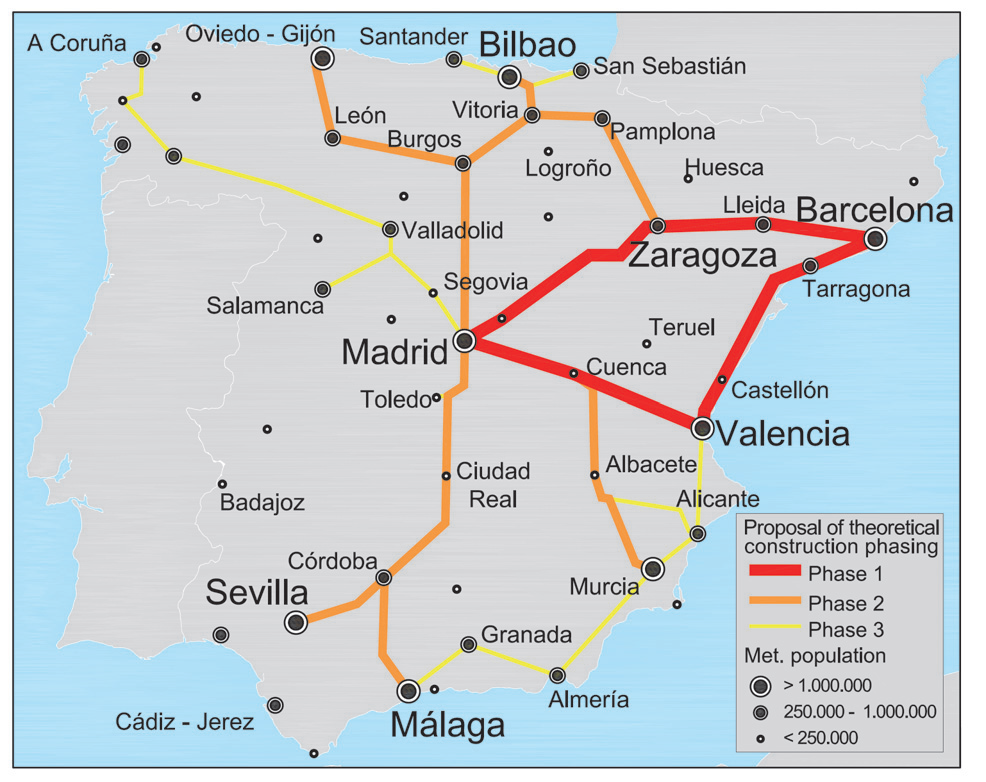 Oviedo - Gijón
Santander
Bilbao
A Coruña
San Sebastián
León
Vitoria
Burgos
Pamplona
Logroño
Huesca
Lleida
Barcelona
Valladolid
Zaragoza
Segovia
Tarragona
Salamanca
Teruel
Madrid
Cuenca
Toledo
Castellón
Valencia
Ciudad
Real
Albacete
Badajoz
Alicante
Córdoba
Murcia
Sevilla
Granada
Almería
Cádiz - Jerez
Málaga
Proposal of theoretical
construction phasing
Phase 1
Phase 2
Phase 3
Met. population
> 1.000.000
250.000 - 1.000.000
< 250.000